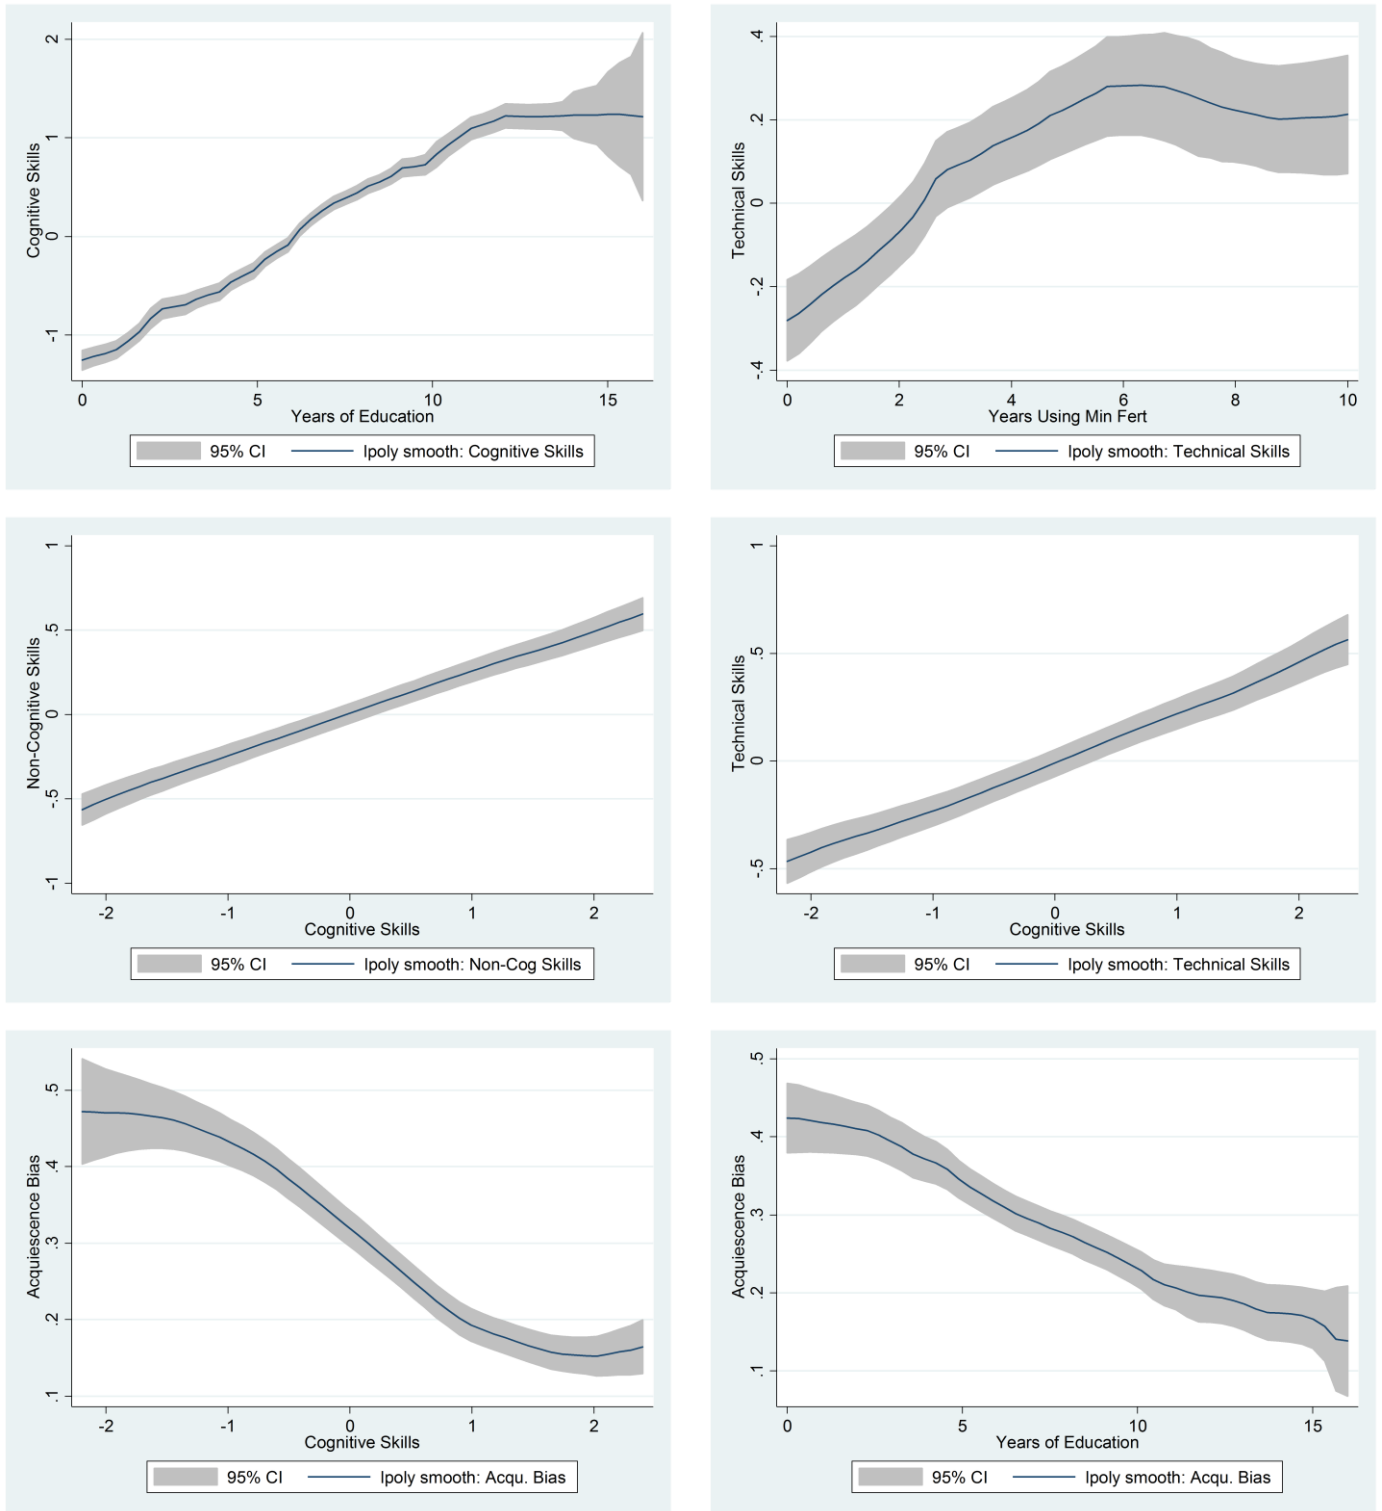 2
1
0
-1
Cognitive Skills
0 5 10 15
Years of Education
95% CI lpoly smooth: Cognitive Skills
.4
.2
0
-.2
-.4
Technical Skills
0 2 4 6 8 10
Years Using Min Fert
95% CI lpoly smooth: Technical Skills
1
.5
0
-.5
-1
Non-Cognitive Skills
-2 -1 0 1 2
Cognitive Skills
95% CI lpoly smooth: Non-Cog Skills
1
.5
0
-.5
Technical Skills
-2 -1 0 1 2
Cognitive Skills
95% CI lpoly smooth: Technical Skills
.5
.4
.3
.2
.1
Acquiescence Bias
-2 -1 0 1 2
Cognitive Skills
95% CI lpoly smooth: Acqu. Bias
.5
.4
.3
.2
.1
Acquiescence Bias
0 5 10 15
Years of Education
95% CI lpoly smooth: Acqu. Bias